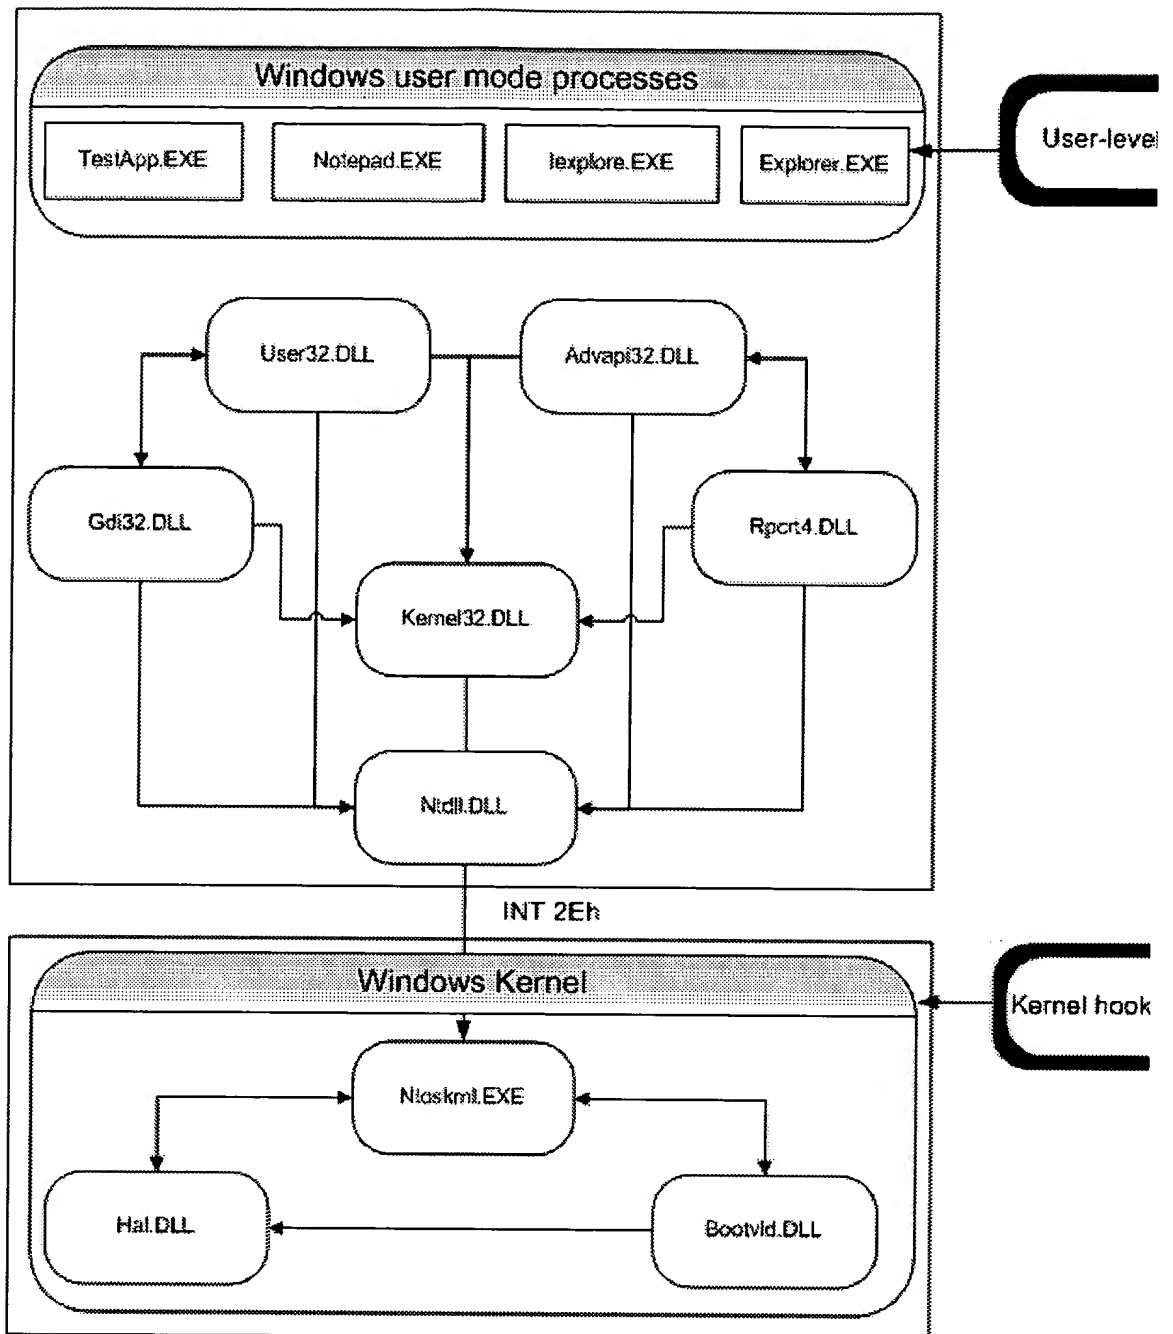 Windows user mode processes
TestApp.EXE
Notepad.EXE
Iexplore.EXE
Explorer.EXE
User-level
User32.DLL
Advapi32.DLL
Gdi32.DLL
Rpcrt4.DLL
Kernel32.DLL
Ntdll.DLL
INT 2Eh
Windows Kernel
Kernel hook
Ntoskrnl.EXE
Hal.DLL
Bootvid.DLL